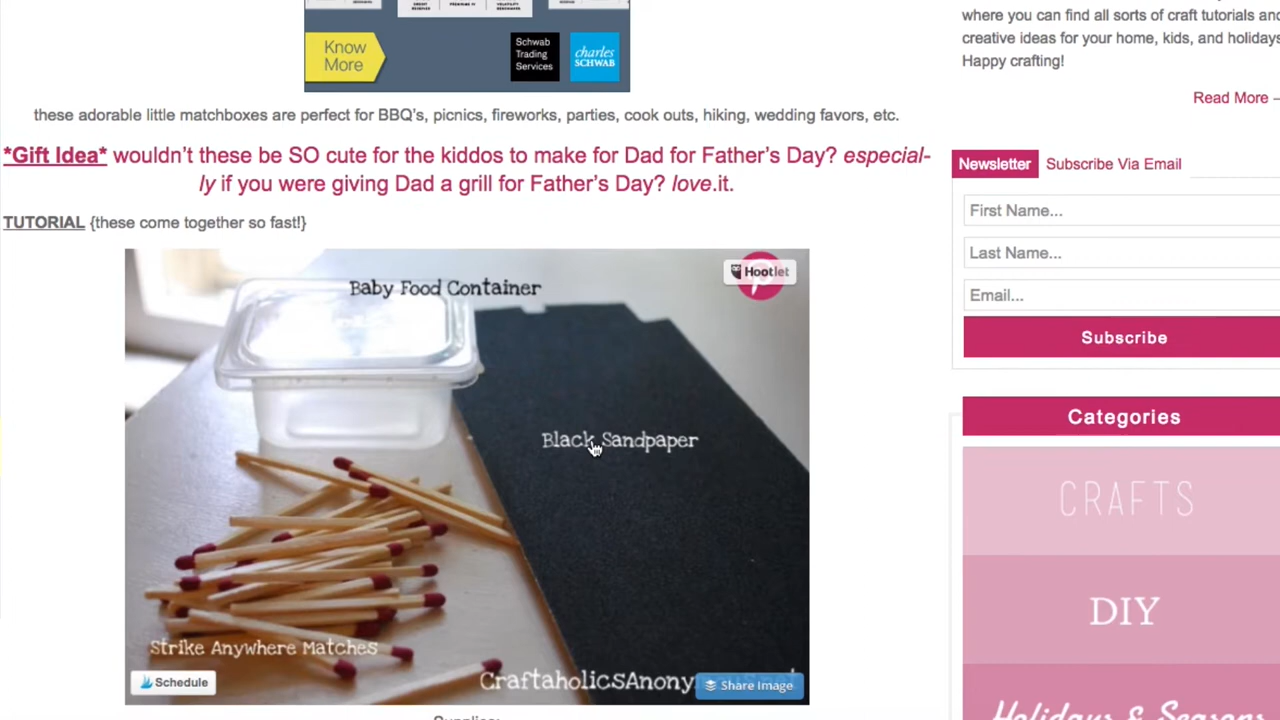 Know
More
Schwab
Trading
Services
charles
SCHWAB
where you can find all sorts of craft tutorials and
creative ideas for your home, kids, and holidays
Happy crafting!
Read More
these adorable little matchboxes are perfect for BBQ's, picnics, fireworks, parties, cook outs, hiking, wedding favors, etc.
*Gift Idea* wouldn't these be SO cute for the kiddos to make for Dad for Father's Day? especial-
ly if you were giving Dad a grill for Father's Day? love.it.
TUTORIAL {these come together so fast!}
Newsletter Subscribe Via Email
First Name...
Last Name...
Email...
Subscribe
Baby Food Container
Hootlet
Black Sandpaper
Strike Anywhere Matches
Schedule
CraftaholicsAnony
Share Image
Categories
CRAFTS
DIY
Holidays & Seasons